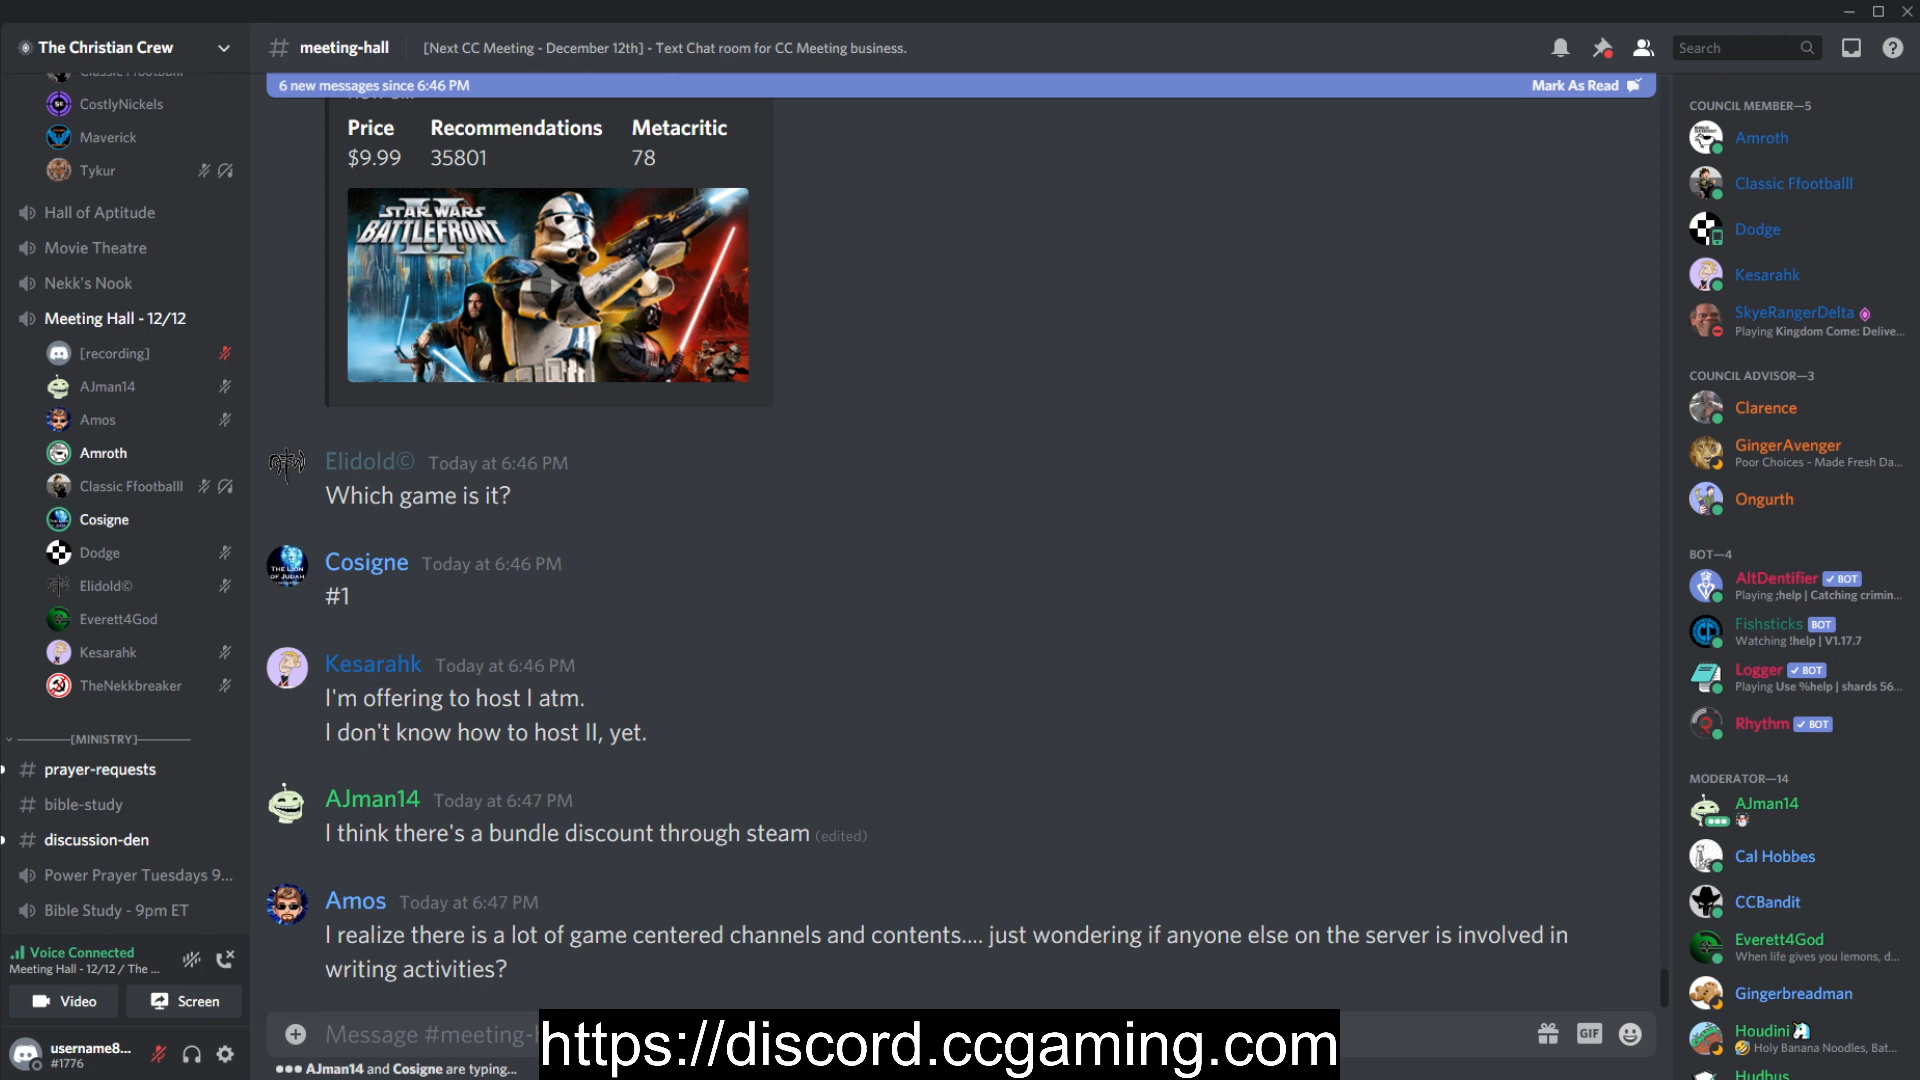 The Christian Crew
Classic Ffootballl
CostlyNickels
Maverick
Tykur
Hall of Aptitude
Movie Theatre
Nekk's Nook
Meeting Hall - 12/12
[recording]
AJman14
Amos
Amroth
Classic Ffootballl
Cosigne
Dodge
Elidold©
Everett4God
Kesarahk
TheNekkbreaker
[MINISTRY]
prayer-requests
bible-study
discussion-den
Power Prayer Tuesdays 9...
Bible Study - 9pm ET
Voice Connected
Meeting Hall - 12/12 / The ...
Video
Screen
username8...
#1776
meeting-hall
[Next CC Meeting - December 12th] - Text Chat room for CC Meeting business.
Search
6 new messages since 6:46 PM
Mark As Read
Price Recommendations Metacritic
$9.99 35801 78
STAR WARS
BATTLEFRONT
II
Elidold© Today at 6:46 PM
Which game is it?
THE LION
OF JUDAH
Cosigne Today at 6:46 PM
#1
Kesarahk Today at 6:46 PM
I'm offering to host I atm.
I don't know how to host II, yet.
AJman14 Today at 6:47 PM
I think there's a bundle discount through steam (edited)
Amos Today at 6:47 PM
I realize there is a lot of game centered channels and contents.... just wondering if anyone else on the server is involved in
writing activities?
Message #meeting-
GIF
https://discord.ccgaming.com
AJman14 and Cosigne are typing...
COUNCIL MEMBER—5
Amroth
Classic Ffootballl
Dodge
Kesarahk
SkyeRangerDelta
Playing Kingdom Come: Delive...
COUNCIL ADVISOR—3
Clarence
GingerAvenger
Poor Choices - Made Fresh Da...
Ongurth
BOT—4
AltDentifier BOT
Playing ;help | Catching crimin...
Fishsticks BOT
Watching !help | V1.17.7
Logger BOT
Playing Use %help | shards 56...
Rhythm BOT
MODERATOR—14
AJman14
Cal Hobbes
CCBandit
Everett4God
When life gives you lemons, d...
Gingerbreadman
Houdini
Holy Banana Noodles, Bat...
Hudbus